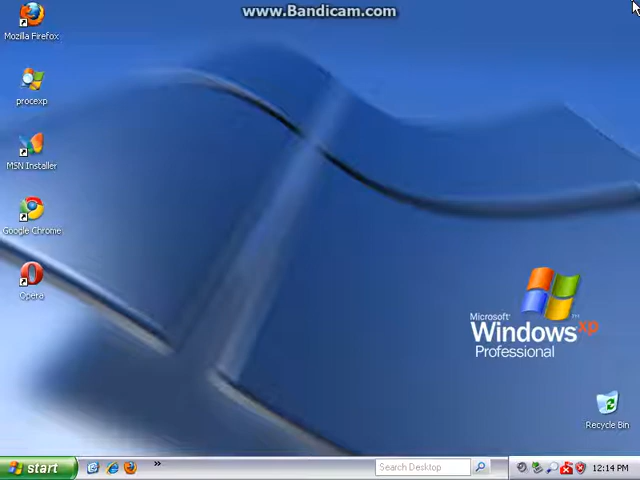 www.Bandicam.com
Mozilla Firefox
procexp
MSN Installer
Google Chrome
Opera
Microsoft
Windows xp
Professional
Recycle Bin
start
»
Search Desktop
12:14 PM